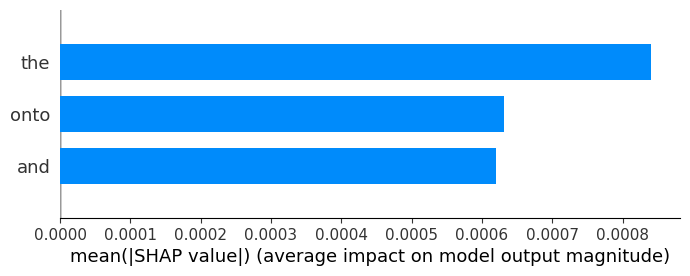 the
onto
and
0.0000 0.0001 0.0002 0.0003 0.0004 0.0005 0.0006 0.0007 0.0008
mean(|SHAP value|) (average impact on model output magnitude)